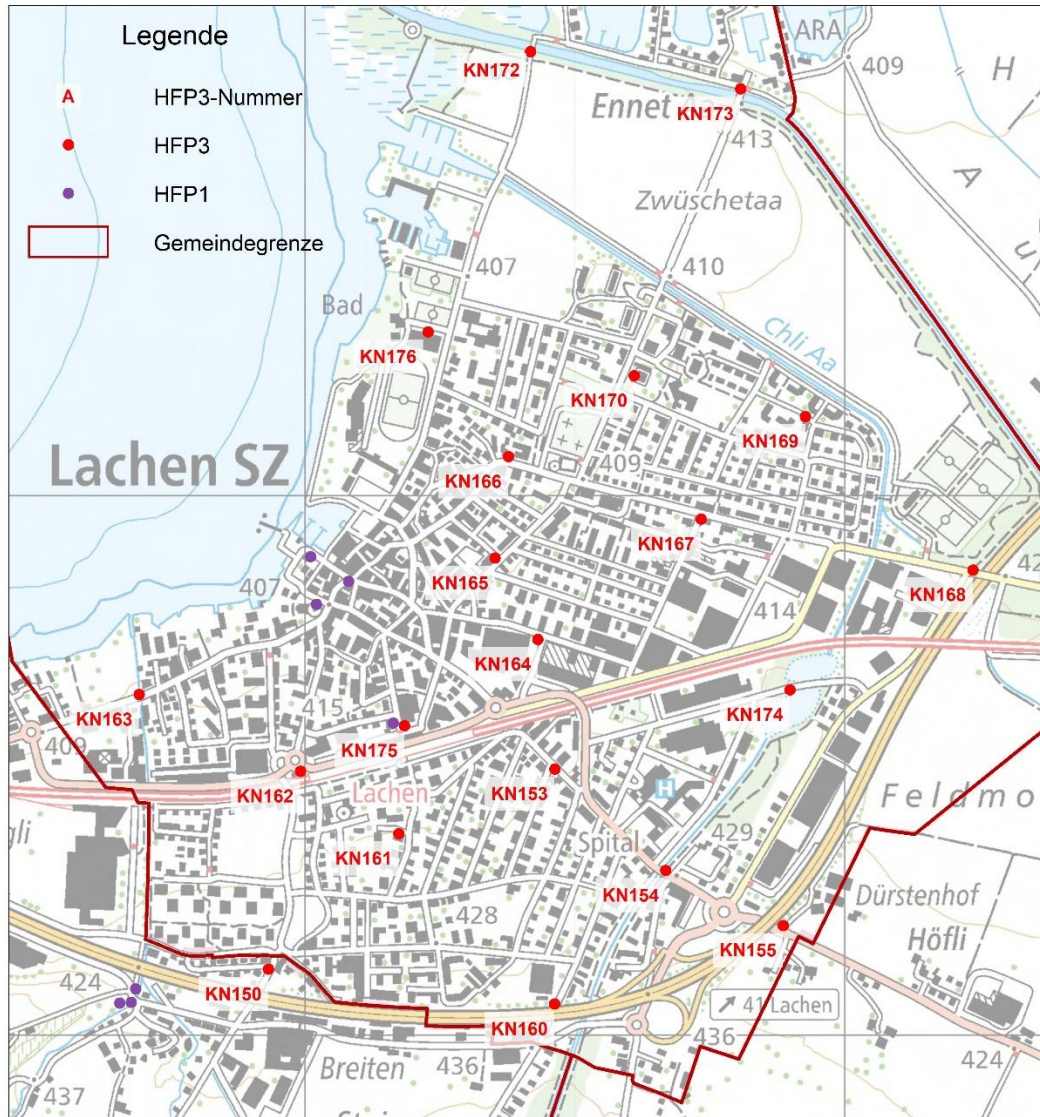 Legende
A HFP3-Nummer
HFP3
HFP1
Gemeindegrenze
ARA
409
H
KN172
KN173
Ennet Aa
413
A
Zwüschetaa
u
407
410
Bad
Chli Aa
KN176
KN170
KN169
Lachen SZ
409
KN166
KN167
KN165
407
KN168
42
414
KN164
KN163
415
KN174
409
KN175
KN162
Lachen
KN153
H
Feldmo
gli
KN161
Spital
429
KN154
Dürstenhof
428
Höfli
KN155
424
KN150
KN160
41 Lachen
436
436
424
437
Breiten